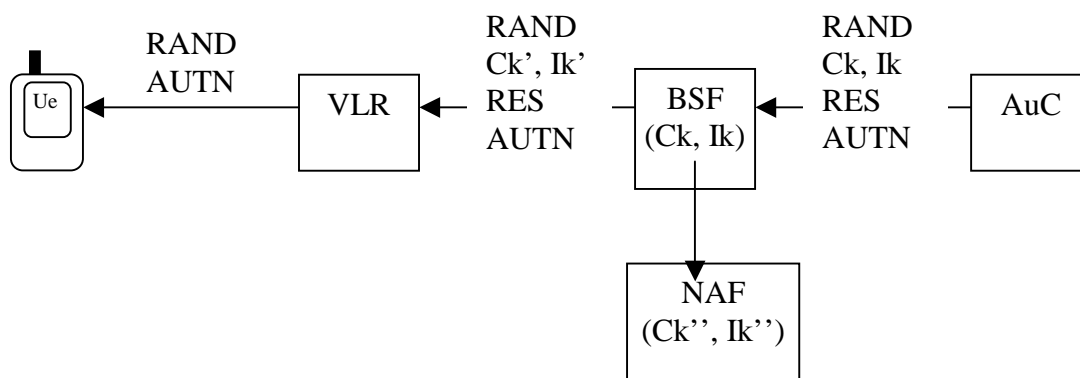 RAND
AUTN
Ue
VLR
RAND
Ck’, Ik’
RES
AUTN
BSF
(Ck, Ik)
RAND
Ck, Ik
RES
AUTN
AuC
NAF
(Ck’’, Ik’’)